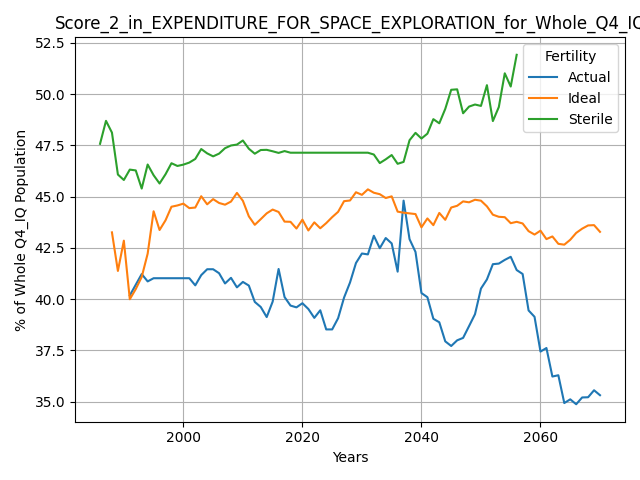 Score_2_in_EXPENDITURE_FOR_SPACE_EXPLORATION_for_Whole_Q4_IQ
% of Whole Q4_IQ Population
52.5
50.0
47.5
45.0
42.5
40.0
37.5
35.0
Fertility
Actual
Ideal
Sterile
2000
2020
2040
2060
Years